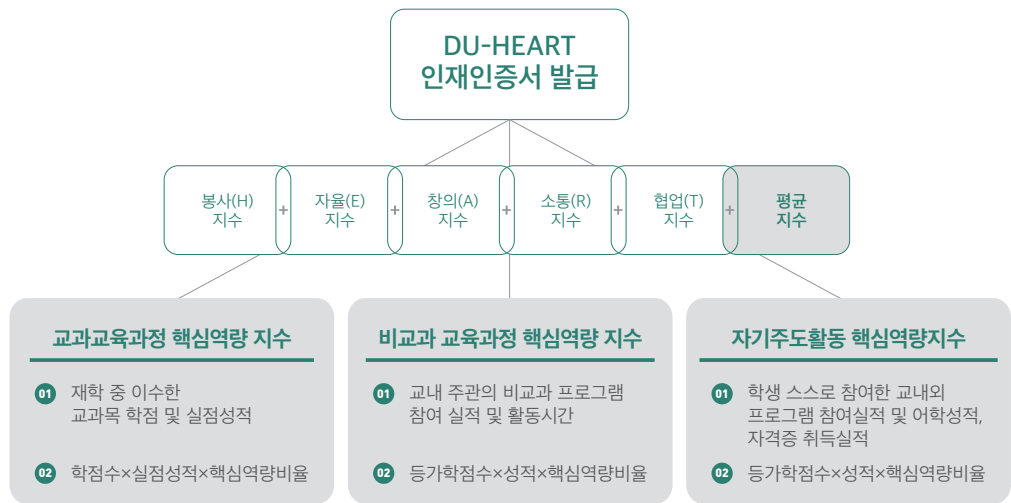 DU-HEART
인재인증서 발급
봉사(H)
지수
+
자율(E)
지수
+
창의(A)
지수
+
소통(R)
지수
+
협업(T)
지수
+
평균
지수
교과교육과정 핵심역량 지수
01 재학 중 이수한
교과목 학점 및 실점성적
02 학점수×실점성적×핵심역량비율
비교과 교육과정 핵심역량 지수
01 교내 주관의 비교과 프로그램
참여 실적 및 활동시간
02 등가학점수×성적×핵심역량비율
자기주도활동 핵심역량지수
01 학생 스스로 참여한 교내외
프로그램 참여실적 및 어학성적,
자격증 취득실적
02 등가학점수×성적×핵심역량비율